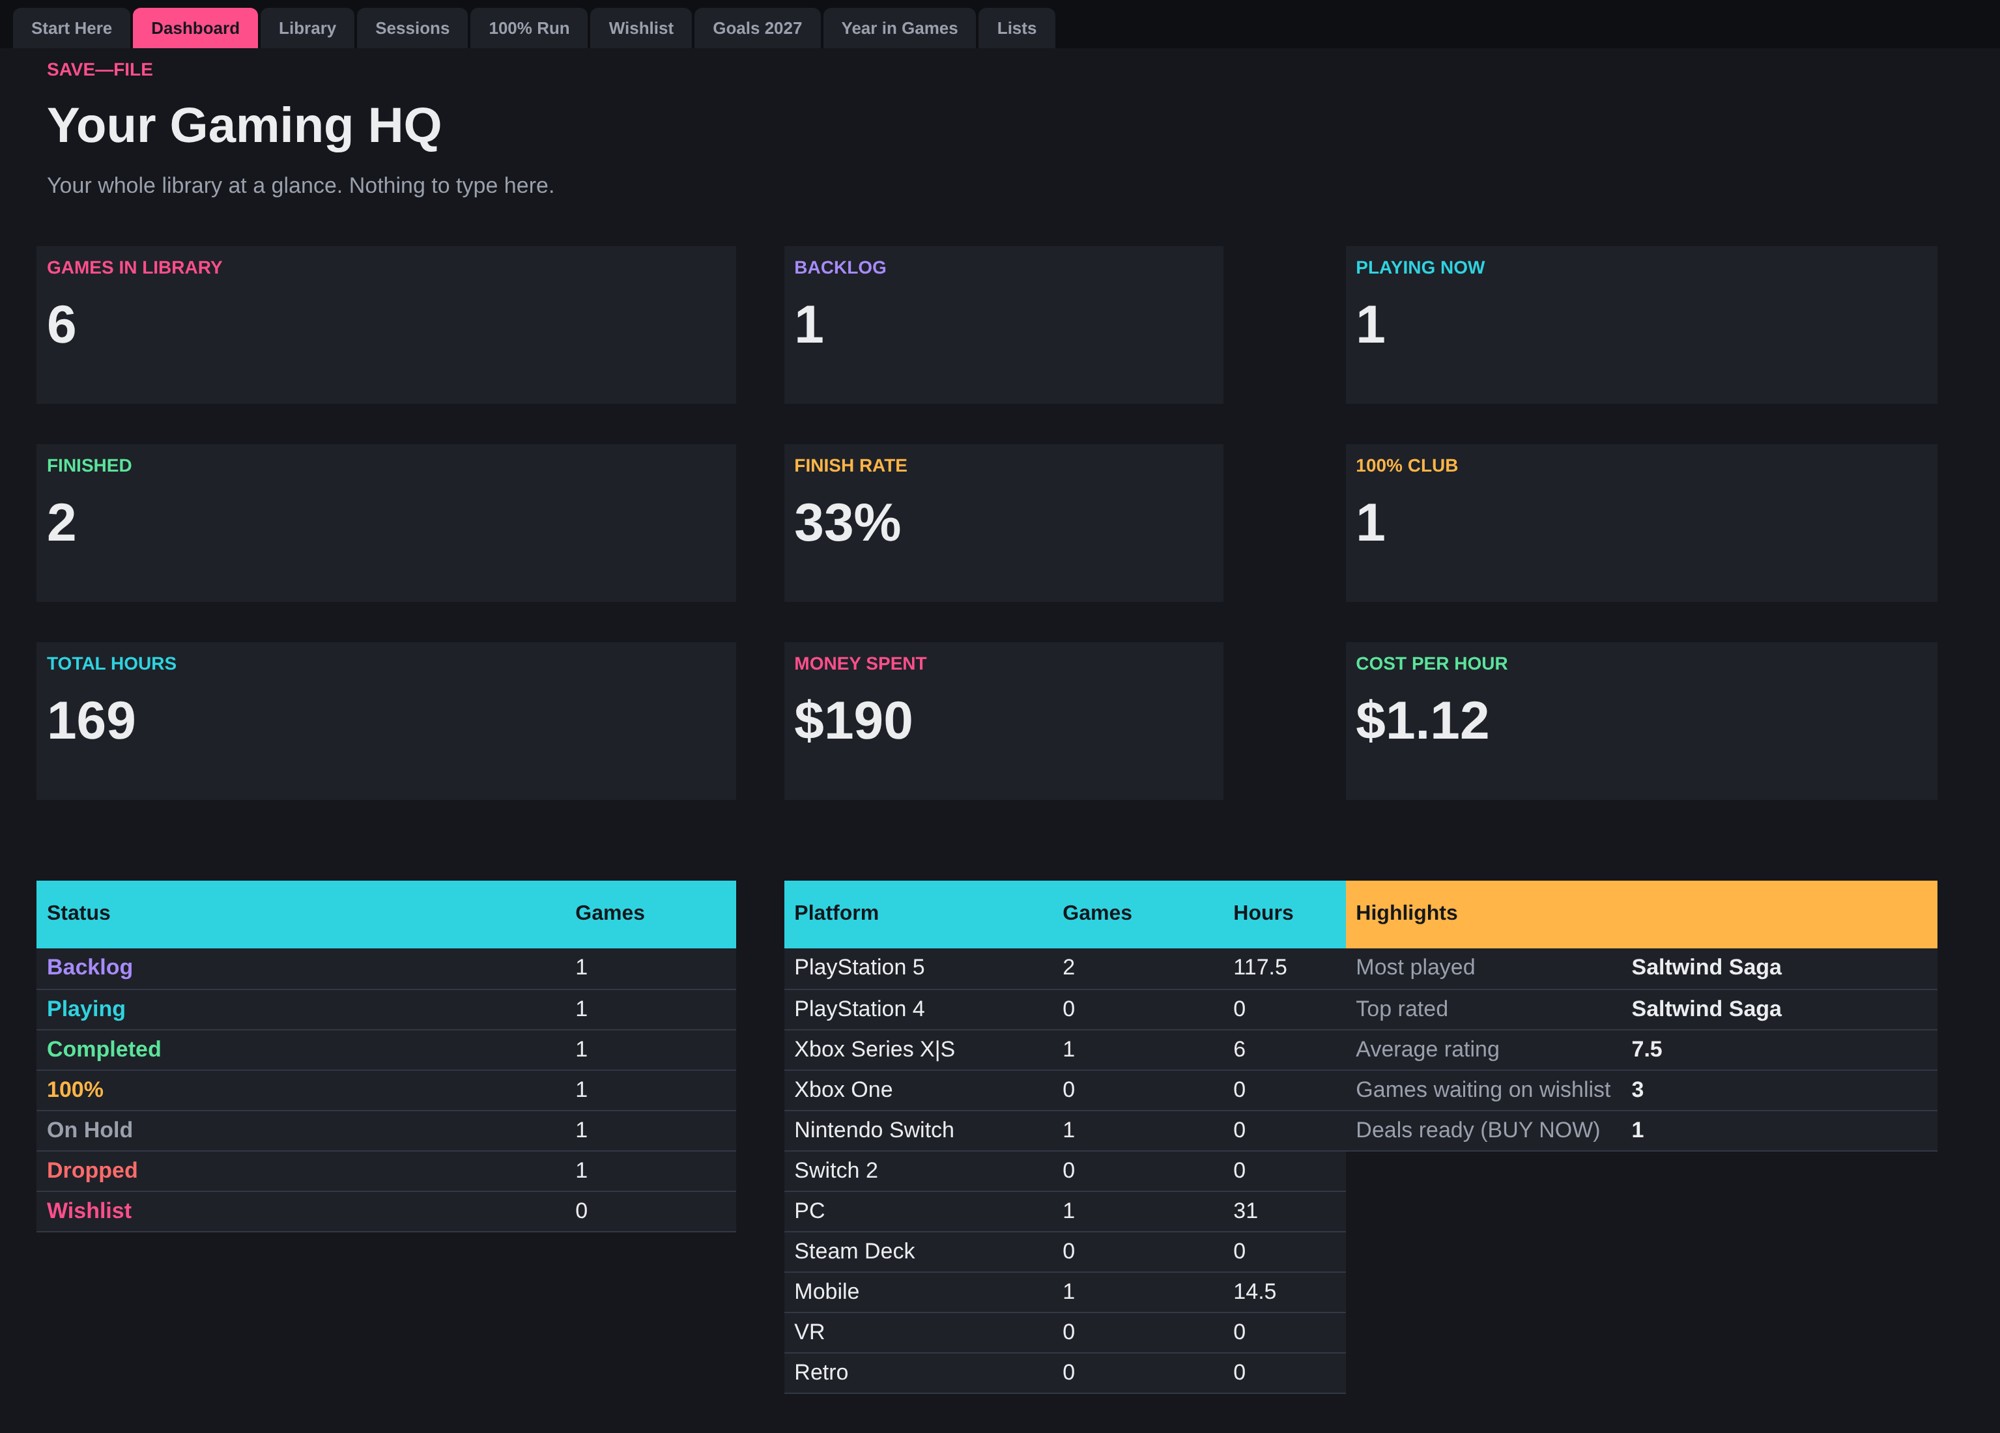 Start Here Dashboard Library Sessions 100% Run Wishlist Goals 2027 Year in Games Lists
SAVE—FILE
Your Gaming HQ
Your whole library at a glance. Nothing to type here.
GAMES IN LIBRARY BACKLOG PLAYING NOW
6 1 1
FINISHED FINISH RATE 100% CLUB
2 33% 1
TOTAL HOURS MONEY SPENT COST PER HOUR
169 $190 $1.12
Status Games Platform Games Hours Highlights
Backlog 1 PlayStation 5 2 117.5 Most played Saltwind Saga
Playing 1 PlayStation 4 0 0 Top rated Saltwind Saga
Completed 1 Xbox Series X|S 1 6 Average rating 7.5
100% 1 Xbox One 0 0 Games waiting on wishlist 3
On Hold 1 Nintendo Switch 1 0 Deals ready (BUY NOW) 1
Dropped 1 Switch 2 0 0
Wishlist 0 PC 1 31
Steam Deck 0 0
Mobile 1 14.5
VR 0 0
Retro 0 0